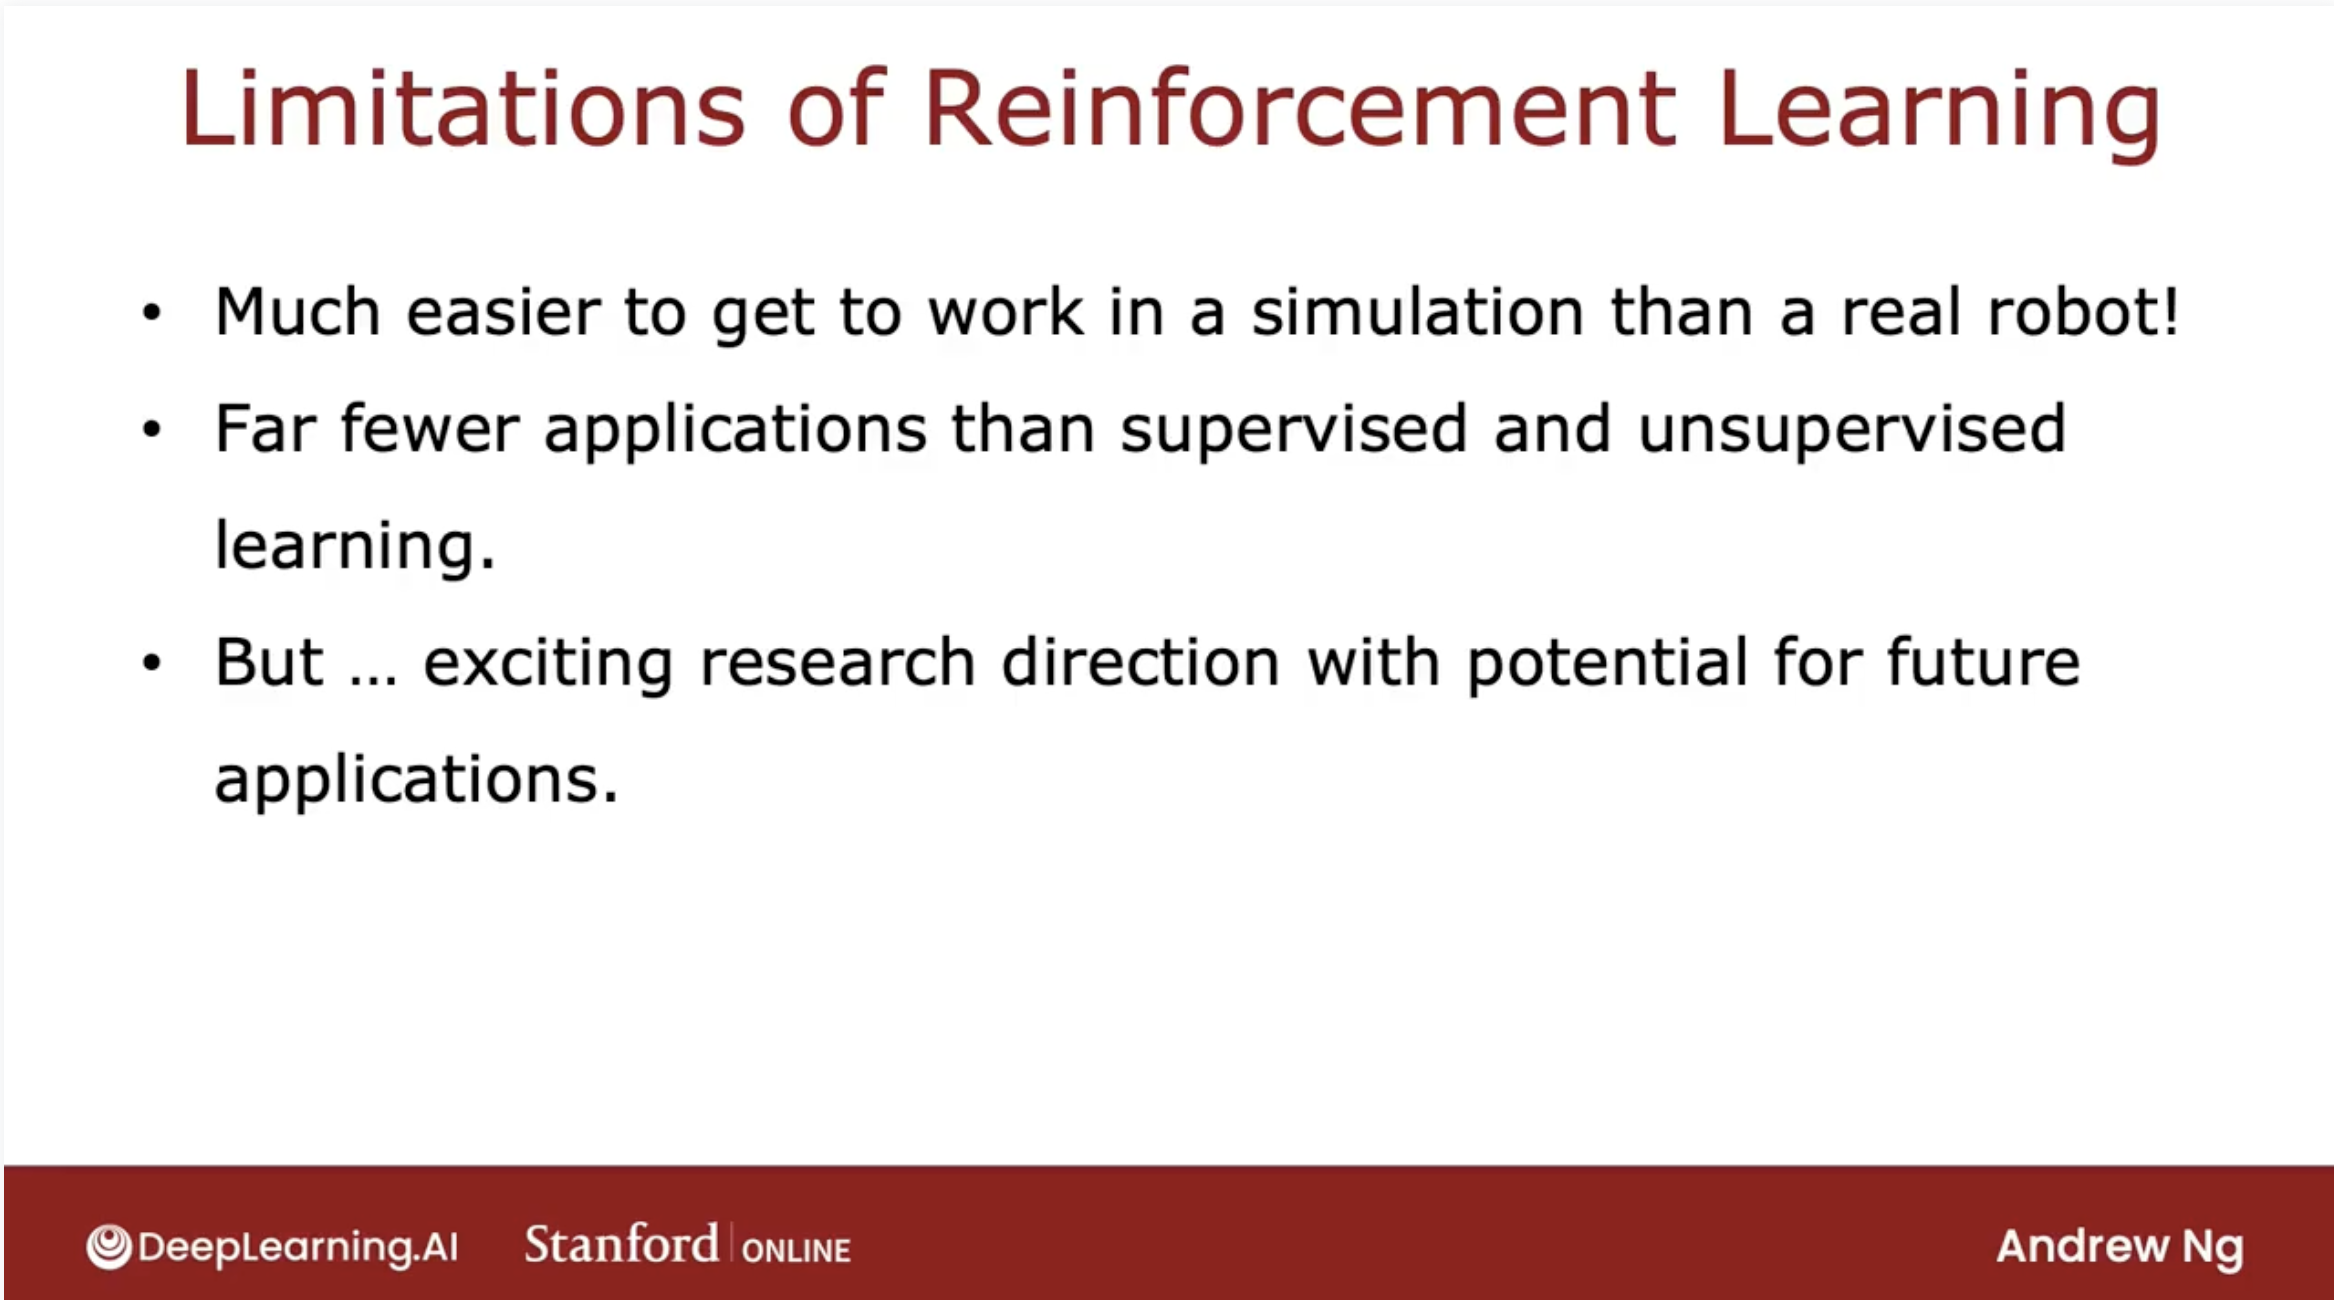 Limitations of Reinforcement Learning
• Much easier to get to work in a simulation than a real robot!
• Far fewer applications than supervised and unsupervised
learning.
• But ... exciting research direction with potential for future
applications.
DeepLearning.AI
Stanford ONLINE
Andrew Ng